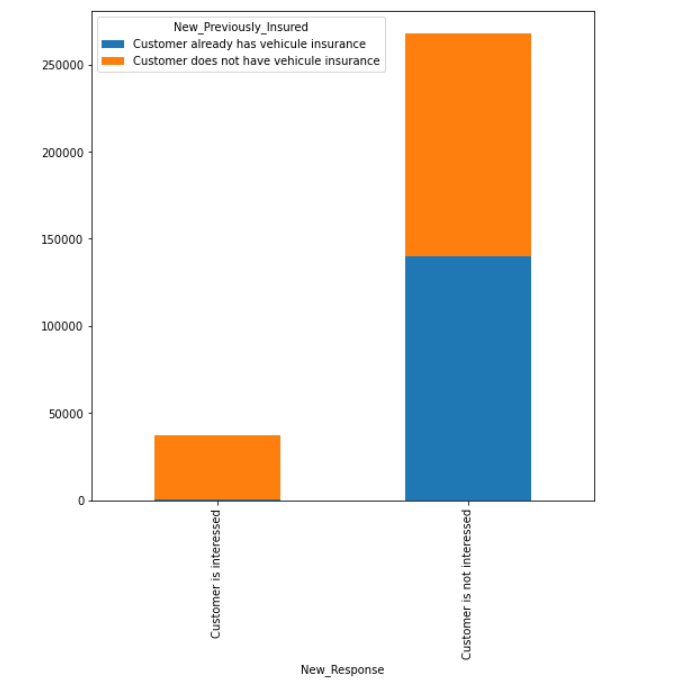 New_Previously_Insured
Customer already has vehicule insurance
Customer does not have vehicule insurance
250000
200000
150000
100000
50000
0
Customer is interessed
Customer is not interessed
New_Response